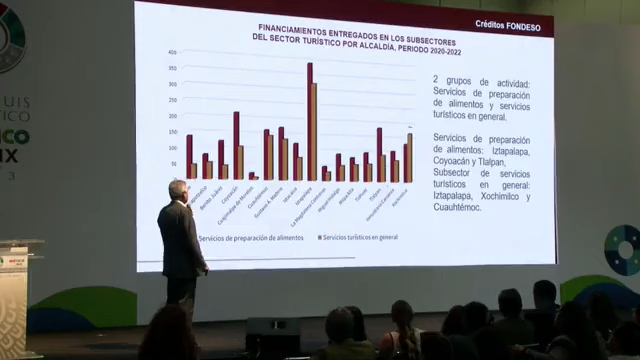 Créditos FONDESO
FINANCIAMIENTOS ENTREGADOS EN LOS SUBSECTORES
DEL SECTOR TURÍSTICO POR ALCALDÍA, PERIODO 2020-2022
400
350
300
250
200
150
100
50
0
Benito Juárez
Coyoacán
Cuajimalpa de Morelos
Cuauhtémoc
Gustavo A. Madero
Iztacalco
Iztapalapa
La Magdalena Contreras
Miguel Hidalgo
Milpa Alta
Tláhuac
Tlalpan
Venustiano Carranza
Xochimilco
Servicios de preparación de alimentos
Servicios turísticos en general
2 grupos de actividad:
Servicios de preparación
de alimentos y servicios
turísticos en general.
Servicios de preparación
de alimentos: Iztapalapa,
Coyoacán y Tlalpan,
Subsector de servicios
turísticos en general:
Iztapalapa, Xochimilco y
Cuauhtémoc.